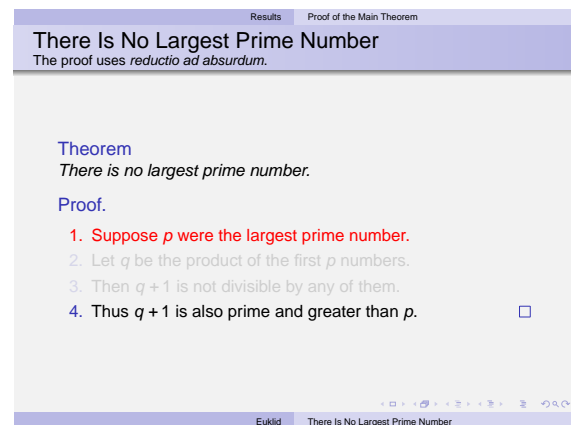 Results Proof of the Main Theorem
There Is No Largest Prime Number
The proof uses reductio ad absurdum.
Theorem
There is no largest prime number.
Proof.
1. Suppose p were the largest prime number.
2. Let q be the product of the first p numbers.
3. Then q + 1 is not divisible by any of them.
4. Thus q + 1 is also prime and greater than p. □
Euklid There Is No Largest Prime Number